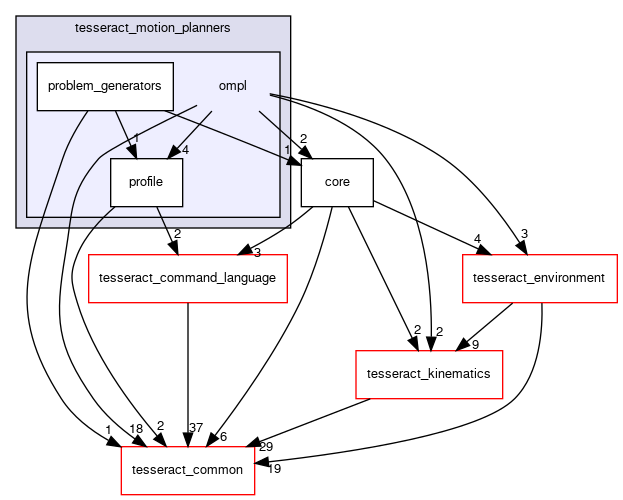 tesseract_motion_planners
problem_generators
ompl
1
4
2
1
profile
core
2
3
4
3
tesseract_command_language
tesseract_environment
2
2
9
tesseract_kinematics
1
18
2
37
6
29
19
tesseract_common